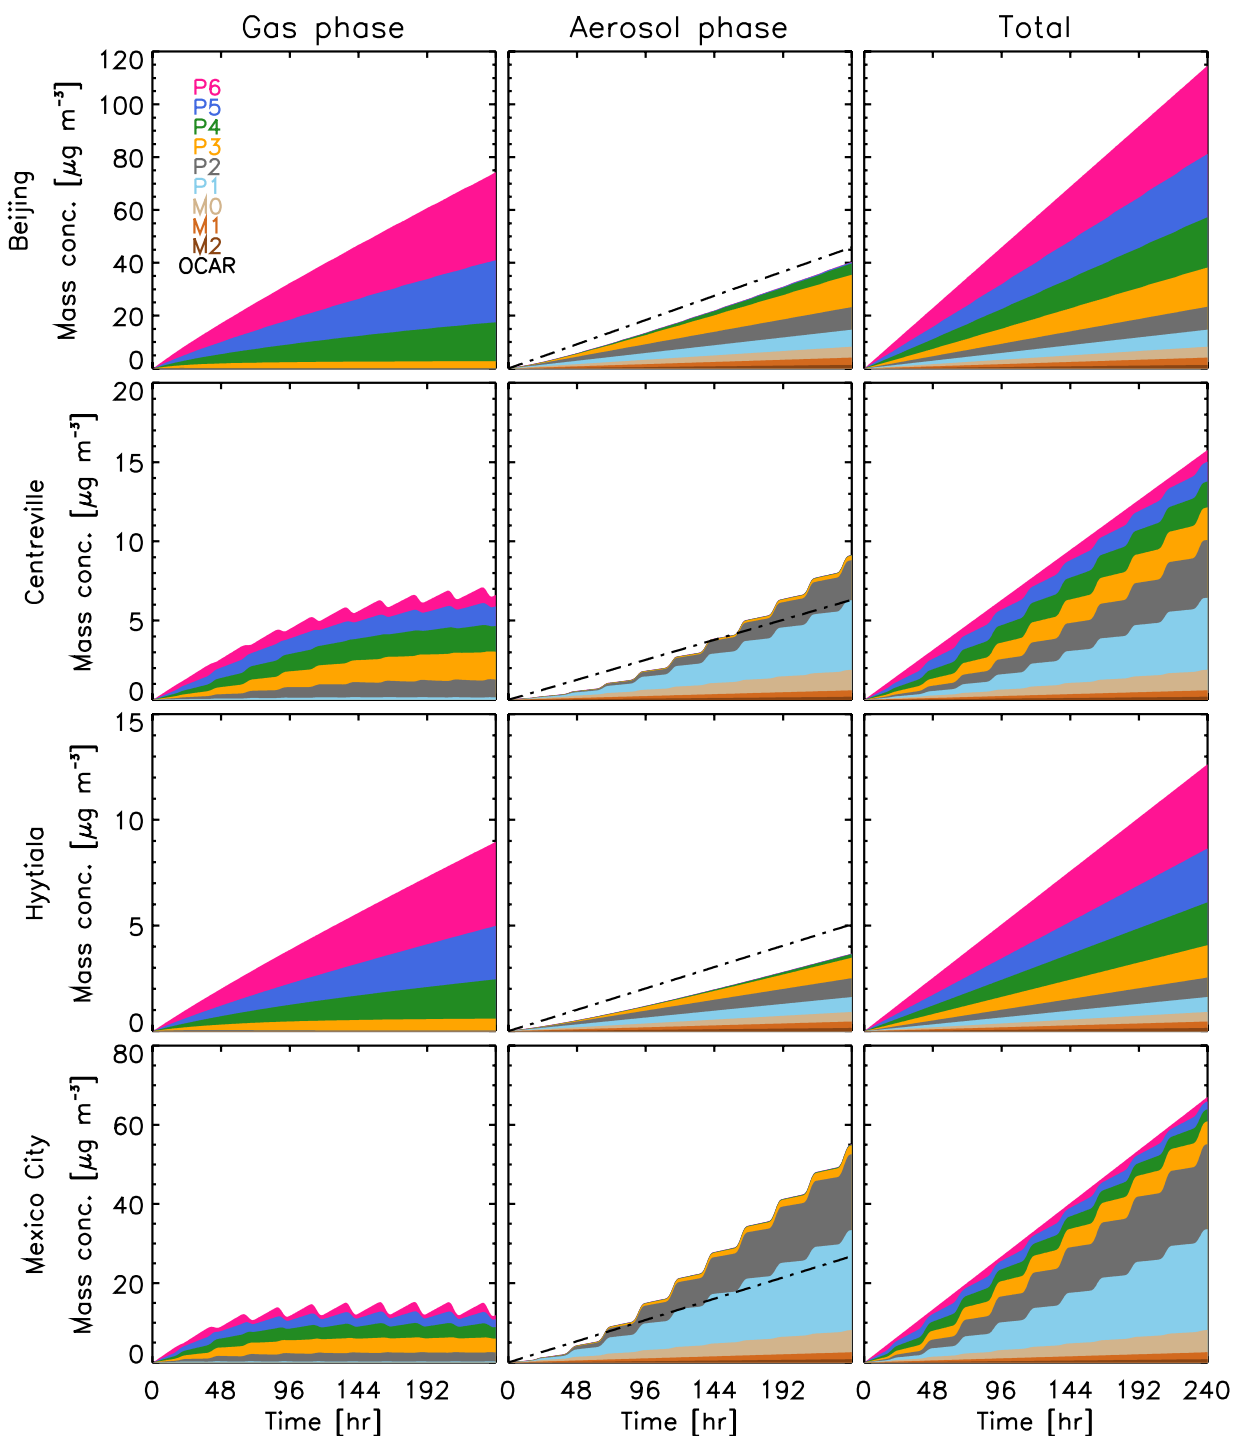 Gas phase
Aerosol phase
Total
Beijing
Mass conc. [μg m⁻³]
120
100
80
60
40
20
0
P6
P5
P4
P3
P2
P1
M0
M1
M2
OCAR
Centreville
Mass conc. [μg m⁻³]
20
15
10
5
0
Hyytiala
Mass conc. [μg m⁻³]
15
10
5
0
Mexico City
Mass conc. [μg m⁻³]
80
60
40
20
0
0 48 96 144 192
0 48 96 144 192
0 48 96 144 192 240
Time [hr]
Time [hr]
Time [hr]